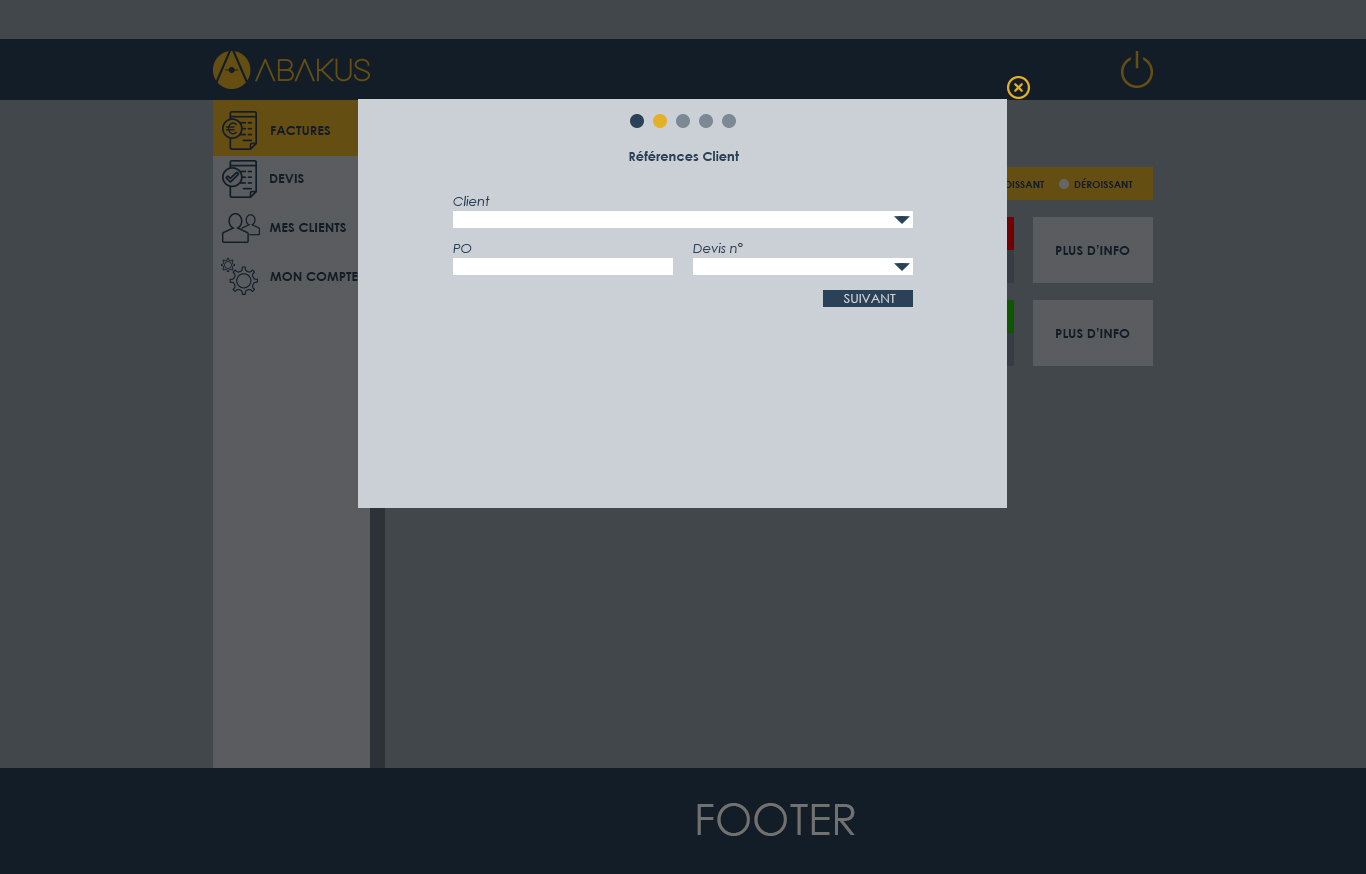 ABAKUS
FACTURES
DEVIS
MES CLIENTS
MON COMPTE
Références Client
Client
PO
Devis n°
SUIVANT
OISSANT
DÉROISSANT
PLUS D'INFO
PLUS D'INFO
FOOTER